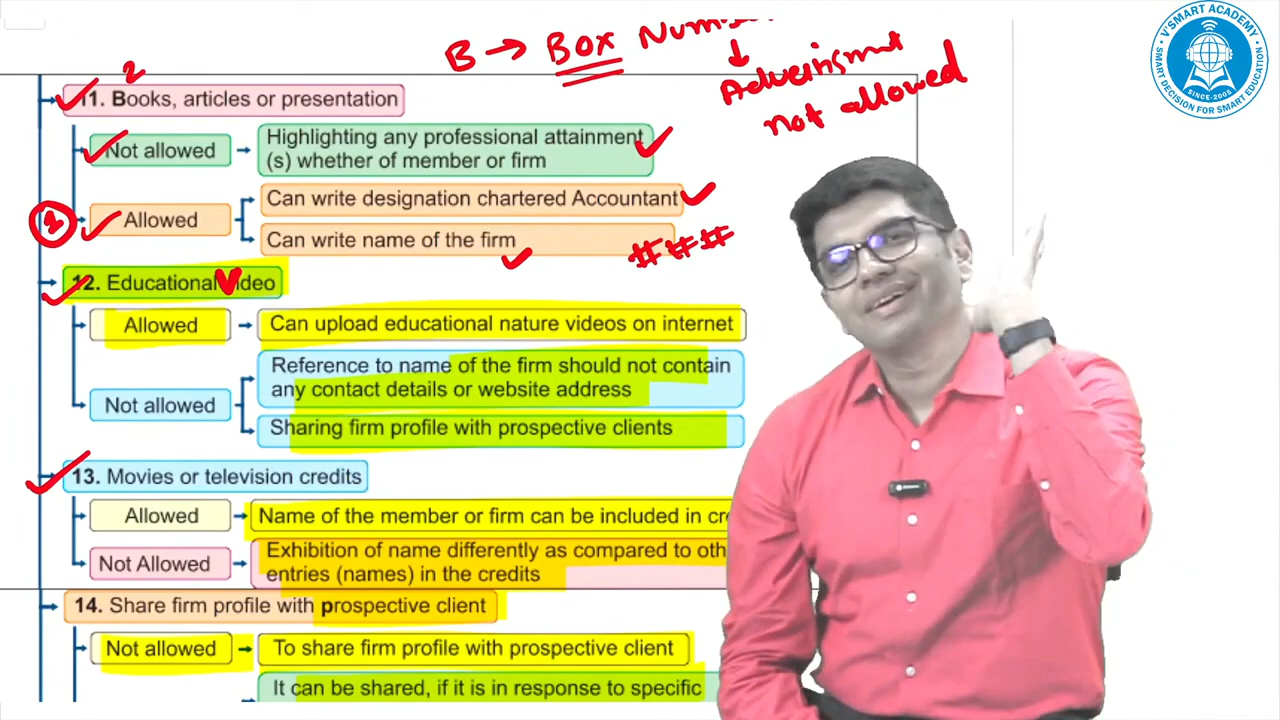 B → Box
Advertisment
not allowed
V'SMART ACADEMY
SMART DECISION FOR SMART EDUCATION
SINCE-2005
2
11. Books, articles or presentation
Not allowed
Highlighting any professional attainment
(s) whether of member or firm
Allowed
Can write designation chartered Accountant
Can write name of the firm
###
12. Educational Video
Allowed
Can upload educational nature videos on internet
Not allowed
Reference to name of the firm should not contain
any contact details or website address
Sharing firm profile with prospective clients
13. Movies or television credits
Allowed
Name of the member or firm can be included in
Not Allowed
Exhibition of name differently as compared to
entries (names) in the credits
14. Share firm profile with prospective client
Not allowed
To share firm profile with prospective client
It can be shared, if it is in response to specific